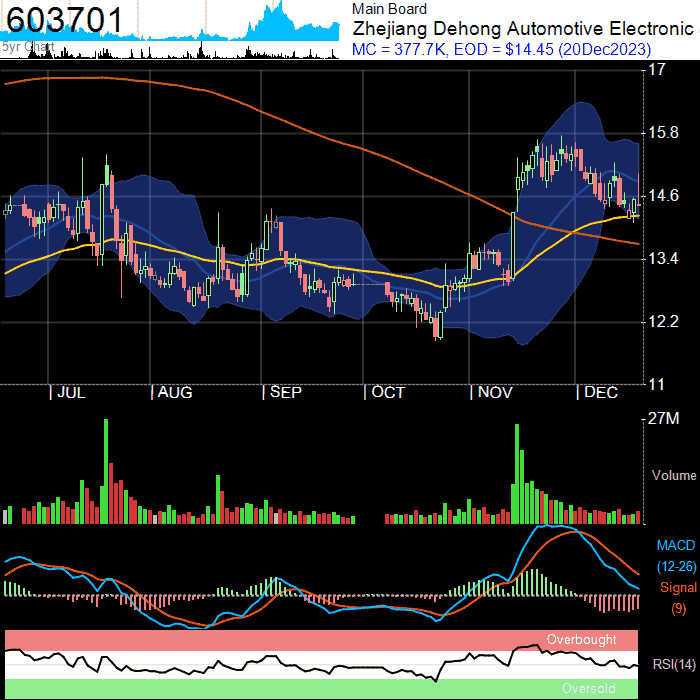 603701
5yr Chart
Main Board
Zhejiang Dehong Automotive Electronic
MC = 377.7K, EOD = $14.45 (20Dec2023)
17
15.8
14.6
13.4
12.2
11
JUL AUG SEP OCT NOV DEC
27M
Volume
MACD
(12-26)
Signal
(9)
Overbought
RSI(14)
Oversold